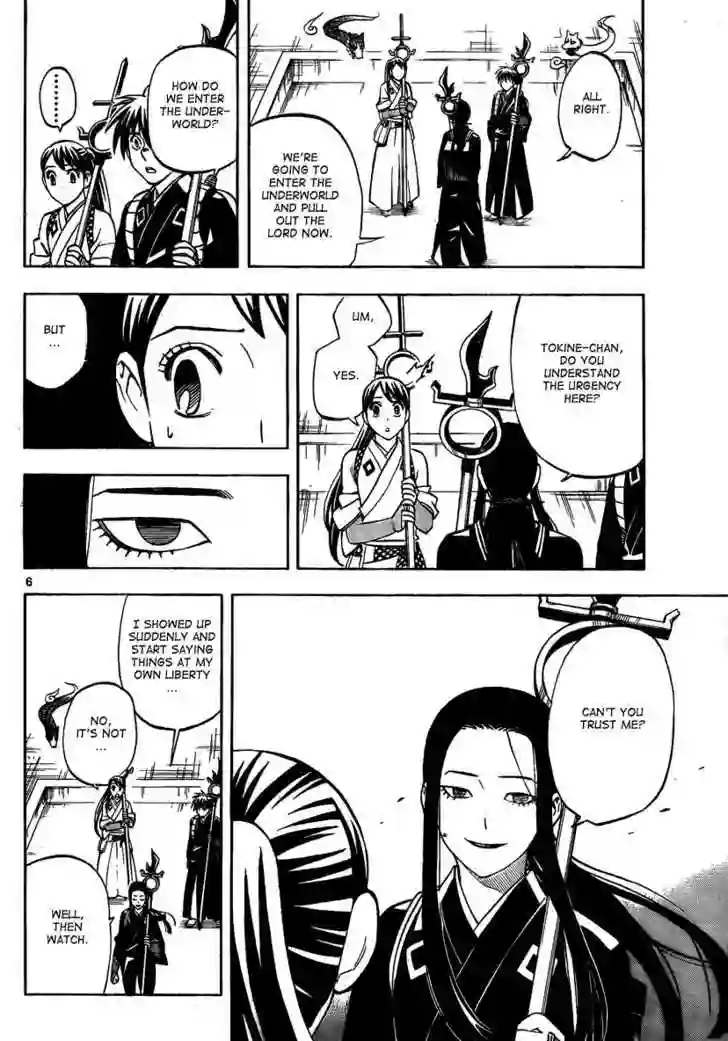 ALL
RIGHT.
WE'RE
GOING TO
ENTER THE
UNDERWORLD
AND PULL
OUT THE
LORD NOW.
HOW DO
WE ENTER
THE UNDER-
WORLD?
........
TOKINE-CHAN,
DO YOU
UNDERSTAND
THE URGENCY
HERE?
UM,
YES.
BUT
...
6
CAN'T YOU
TRUST ME?
I SHOWED UP
SUDDENLY AND
START SAYING
THINGS AT MY
OWN LIBERTY
...
NO,
IT'S NOT
...
WELL,
THEN
WATCH.